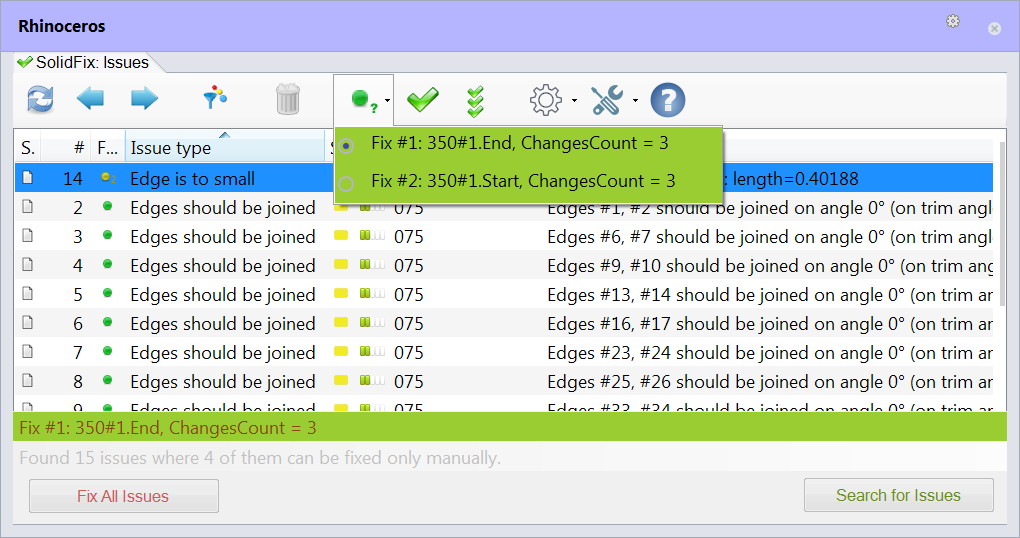 Rhinoceros
SolidFix: Issues
?
?
Fix #1: 350#1.End, ChangesCount = 3
Fix #2: 350#1.Start, ChangesCount = 3
S. # F... Issue type
14 ? Edge is to small : length=0.40188
2 Edges should be joined 075 Edges #1, #2 should be joined on angle 0° (on trim ang
3 Edges should be joined 075 Edges #6, #7 should be joined on angle 0° (on trim ang
4 Edges should be joined 075 Edges #9, #10 should be joined on angle 0° (on trim anç
5 Edges should be joined 075 Edges #13, #14 should be joined on angle 0° (on trim ar
6 Edges should be joined 075 Edges #16, #17 should be joined on angle 0° (on trim ar
7 Edges should be joined 075 Edges #23, #24 should be joined on angle 0° (on trim ar
8 Edges should be joined 075 Edges #25, #26 should be joined on angle 0° (on trim ar
9 Edges should be joined 075 Edges #33, #34 should be joined on angle 0° (on trim ar
Fix #1: 350#1.End, ChangesCount = 3
Found 15 issues where 4 of them can be fixed only manually.
Fix All Issues
Search for Issues